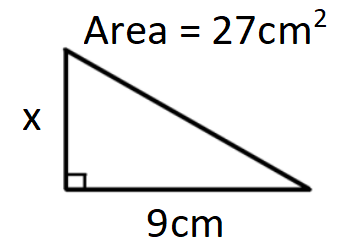 Area = 27cm²
x
9cm